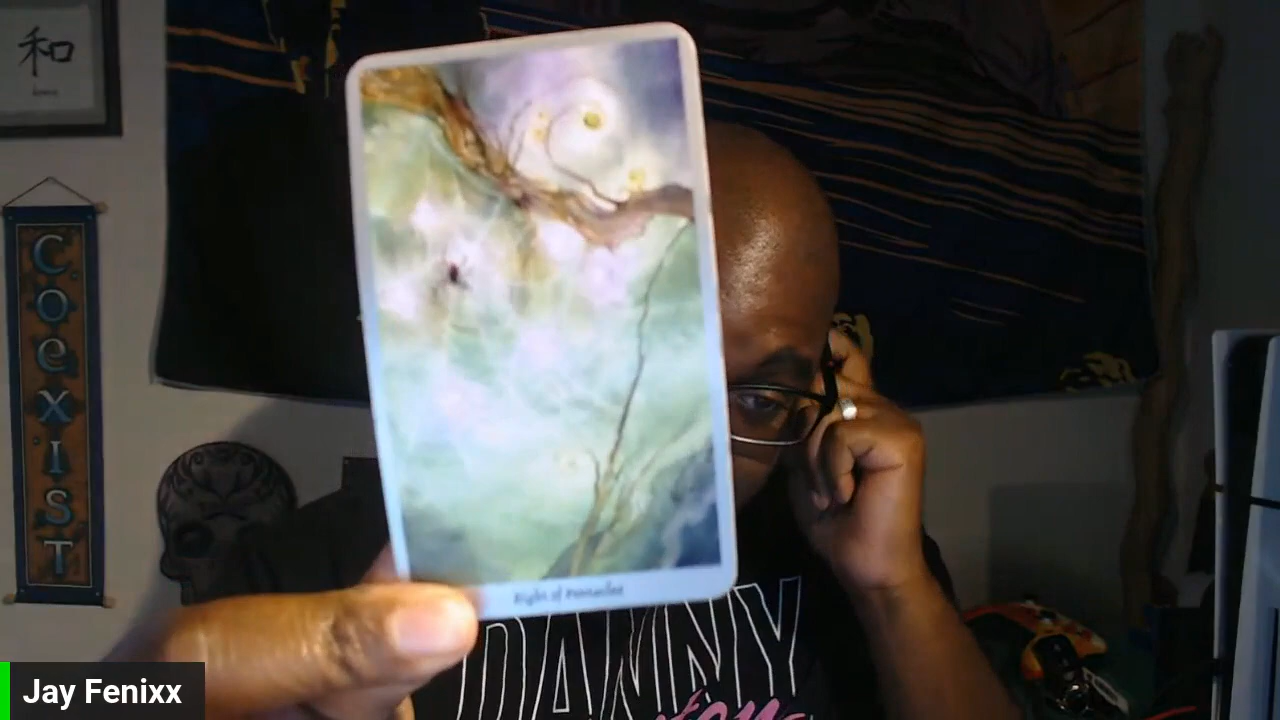 和
Coexist
Eight of Pentacles
DANNY
Jay Fenixx